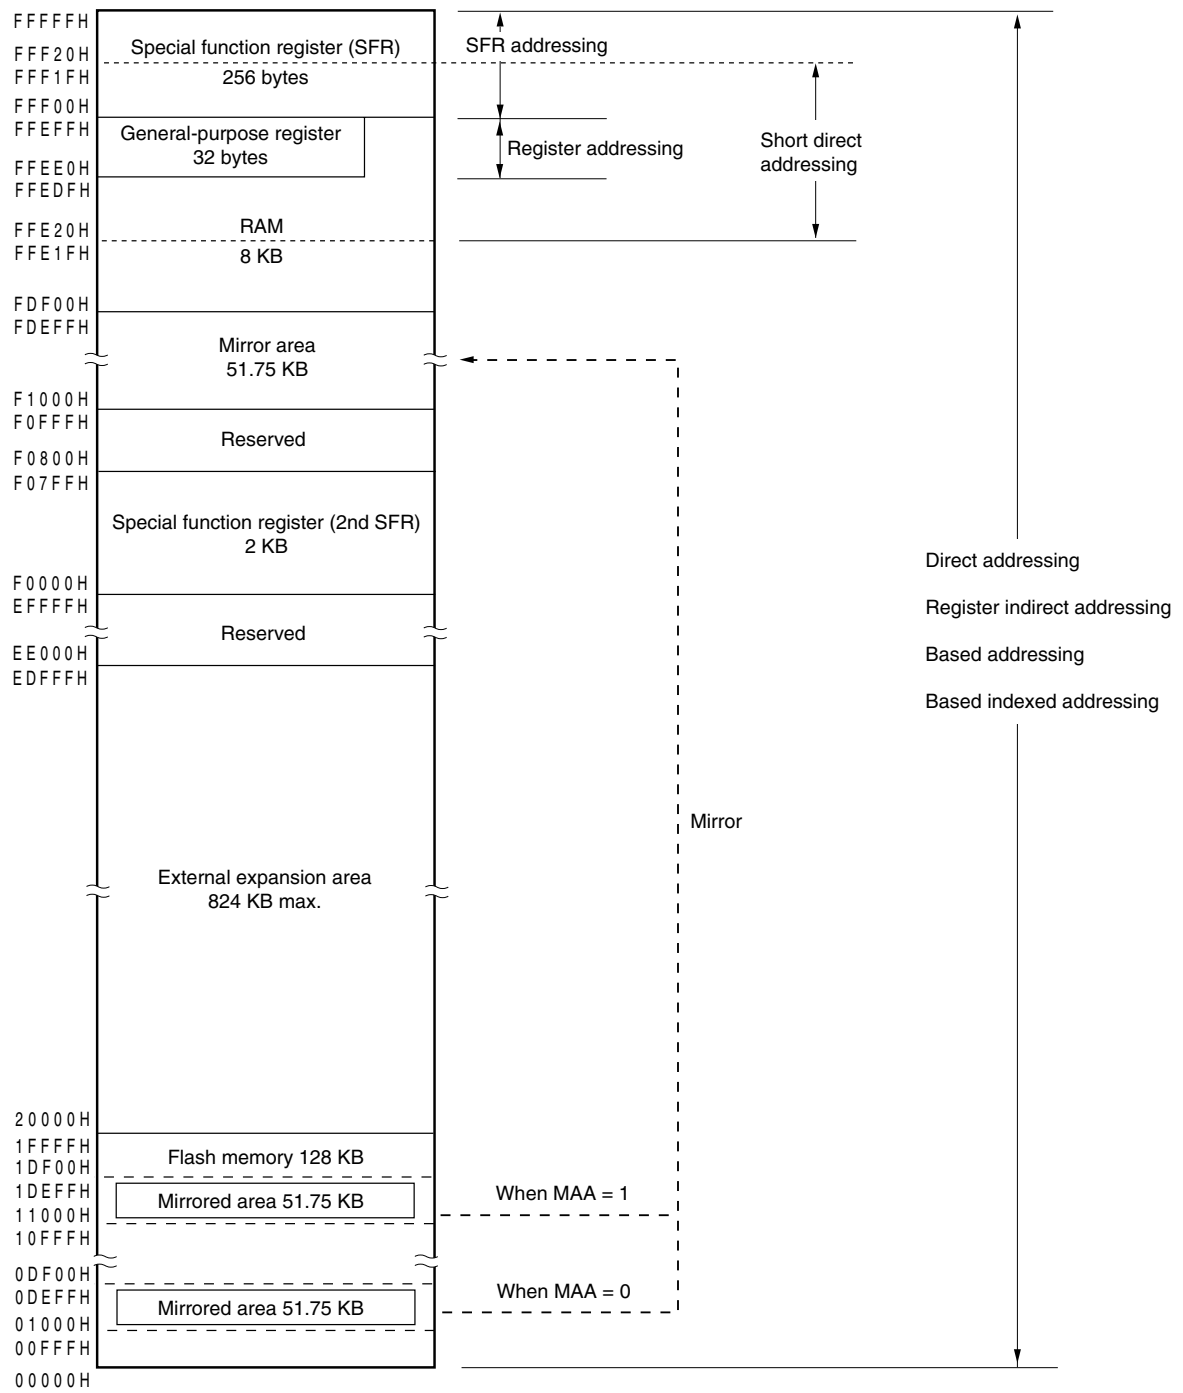 FFFFFH
Special function register (SFR)
256 bytes
FFF20H
FFF1FH
FFF00H
SFR addressing
FFEFFH
General-purpose register
32 bytes
FFEE0H
Register addressing
Short direct
addressing
FFEDFH
FFE20H
RAM
8 KB
FFE1FH
FDF00H
FDEFFH
Mirror area
51.75 KB
F1000H
F0FFFH
Reserved
F0800H
F07FFH
Special function register (2nd SFR)
2 KB
F0000H
EFFFFH
Reserved
EE000H
EDFFFH
Direct addressing
Register indirect addressing
Based addressing
Based indexed addressing
Mirror
External expansion area
824 KB max.
20000H
1FFFFH
Flash memory 128 KB
1DF00H
1DEFFH
Mirrored area 51.75 KB
When MAA = 1
11000H
10FFFH
0DF00H
0DEFFH
Mirrored area 51.75 KB
When MAA = 0
01000H
00FFFH
00000H